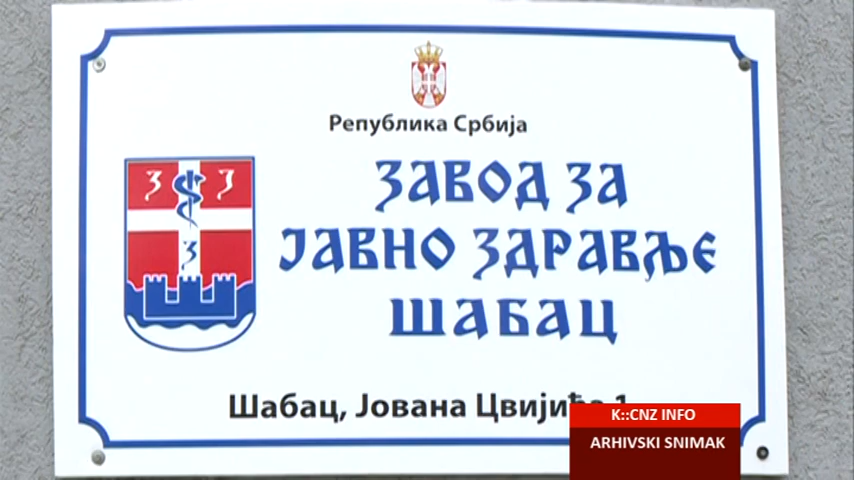 Република Србија
З Ј
З
ЗАВОД ЗА
ЈАВНО ЗДРАВЉЕ
ШАБАЦ
Шабац, Јована Цвијића 1
K::CNZ INFO
ARHIVSKI SNIMAK